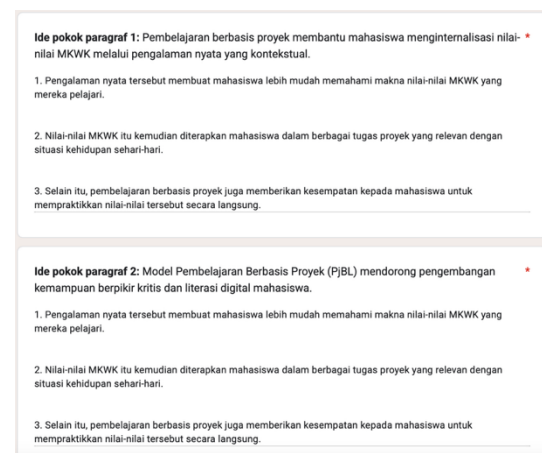 Ide pokok paragraf 1: Pembelajaran berbasis proyek membantu mahasiswa menginternalisasi nilai- *
nilai MKWK melalui pengalaman nyata yang kontekstual.
1. Pengalaman nyata tersebut membuat mahasiswa lebih mudah memahami makna nilai-nilai MKWK yang
mereka pelajari.
2. Nilai-nilai MKWK itu kemudian diterapkan mahasiswa dalam berbagai tugas proyek yang relevan dengan
situasi kehidupan sehari-hari.
3. Selain itu, pembelajaran berbasis proyek juga memberikan kesempatan kepada mahasiswa untuk
mempraktikkan nilai-nilai tersebut secara langsung.
Ide pokok paragraf 2: Model Pembelajaran Berbasis Proyek (PjBL) mendorong pengembangan *
kemampuan berpikir kritis dan literasi digital mahasiswa.
1. Pengalaman nyata tersebut membuat mahasiswa lebih mudah memahami makna nilai-nilai MKWK yang
mereka pelajari.
2. Nilai-nilai MKWK itu kemudian diterapkan mahasiswa dalam berbagai tugas proyek yang relevan dengan
situasi kehidupan sehari-hari.
3. Selain itu, pembelajaran berbasis proyek juga memberikan kesempatan kepada mahasiswa untuk
mempraktikkan nilai-nilai tersebut secara langsung.